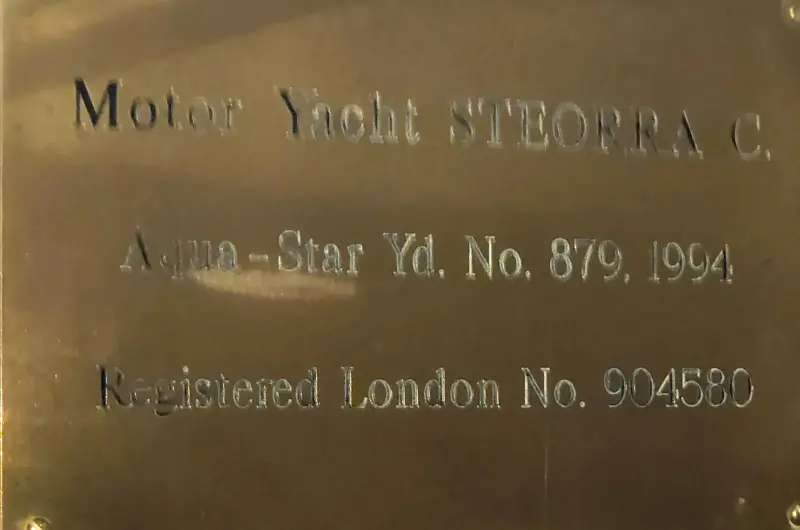 Motor Yacht STEORRA C.
Aqua-Star Yd. No. 879, 1994
Registered London No. 904580